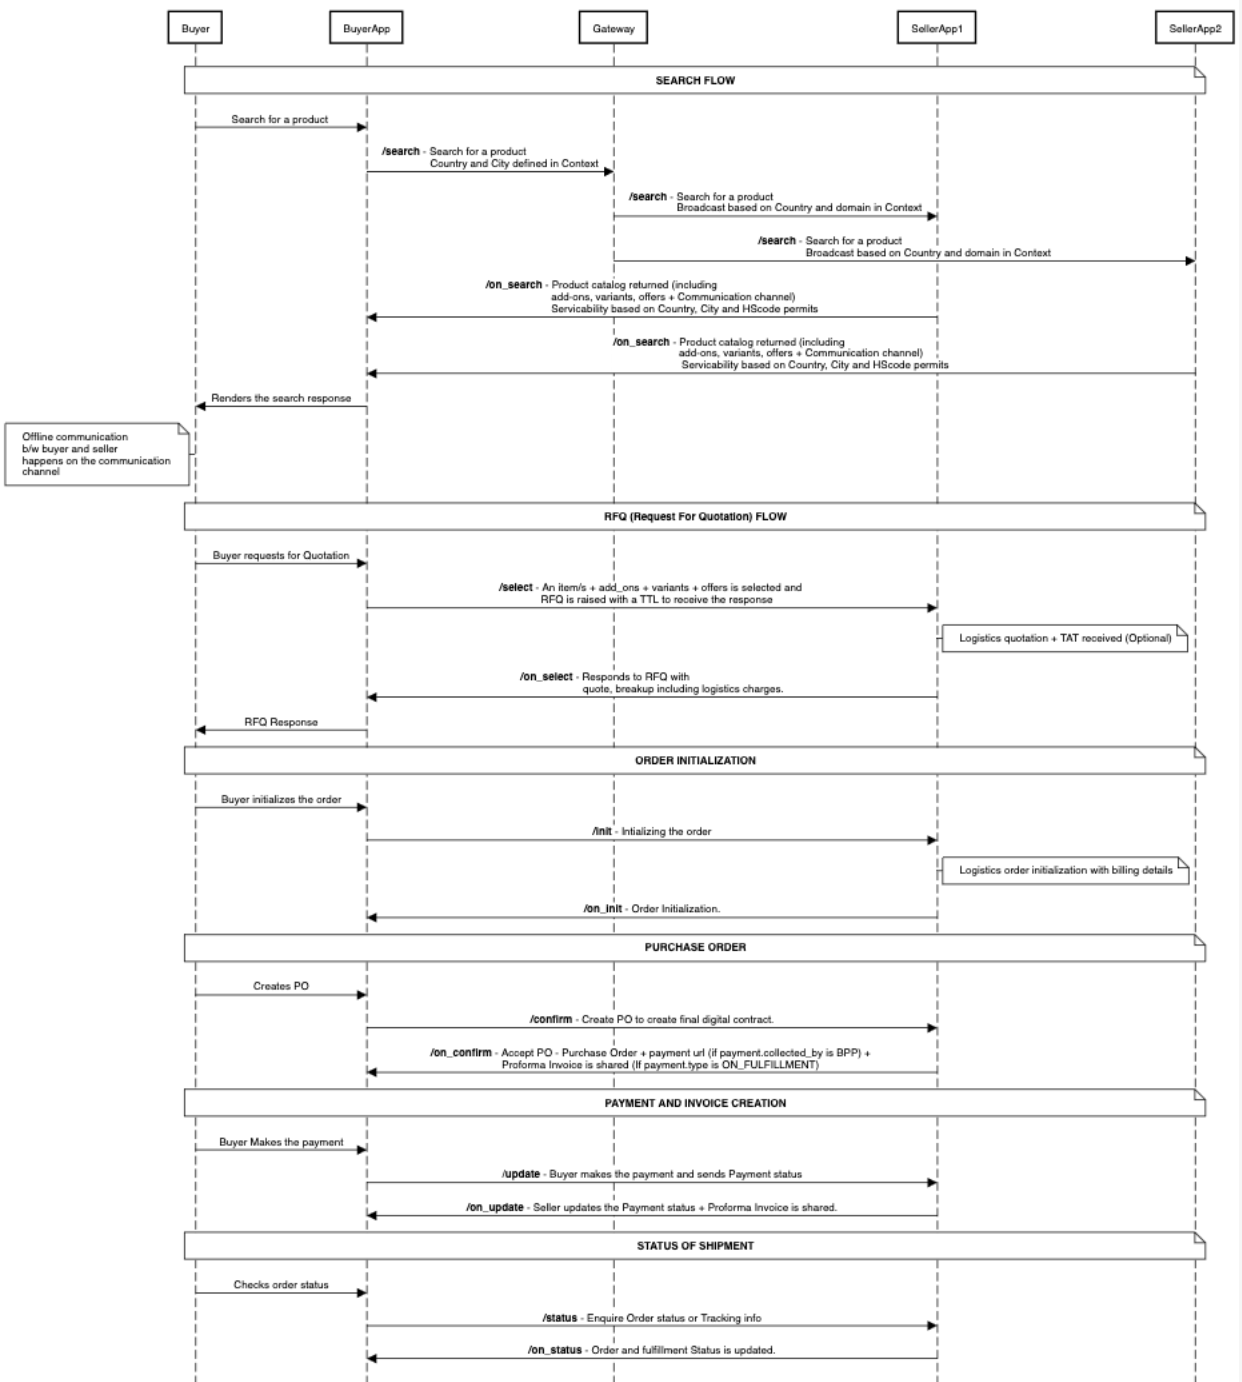 Buyer
BuyerApp
Gateway
SellerApp1
SellerApp2
SEARCH FLOW
Search for a product
/search - Search for a product
Country and City defined in Context
/search - Search for a product
Broadcast based on Country and domain in Context
/search - Search for a product
Broadcast based on Country and domain in Context
/on_search - Product catalog returned (including
add-ons, variants, offers + Communication channel)
Servicability based on Country, City and HScode permits
/on_search - Product catalog returned (including
add-ons, variants, offers + Communication channel)
Servicability based on Country, City and HScode permits
Renders the search response
Offline communication
b/w buyer and seller
happens on the communication
channel
RFQ (Request For Quotation) FLOW
Buyer requests for Quotation
/select - An item/s + add_ons + variants + offers is selected and
RFQ is raised with a TTL to receive the response
Logistics quotation + TAT received (Optional)
/on_select - Responds to RFQ with
quote, breakup including logistics charges.
RFQ Response
ORDER INITIALIZATION
Buyer initializes the order
/init - Intializing the order
Logistics order initialization with billing details
/on_init - Order Initialization.
PURCHASE ORDER
Creates PO
/confirm - Create PO to create final digital contract.
/on_confirm - Accept PO - Purchase Order + payment url (if payment.collected_by is BPP) +
Proforma Invoice is shared (If payment.type is ON_FULFILLMENT)
PAYMENT AND INVOICE CREATION
Buyer Makes the payment
/update - Buyer makes the payment and sends Payment status
/on_update - Seller updates the Payment status + Proforma Invoice is shared.
STATUS OF SHIPMENT
Checks order status
/status - Enquire Order status or Tracking info
/on_status - Order and fulfillment Status is updated.